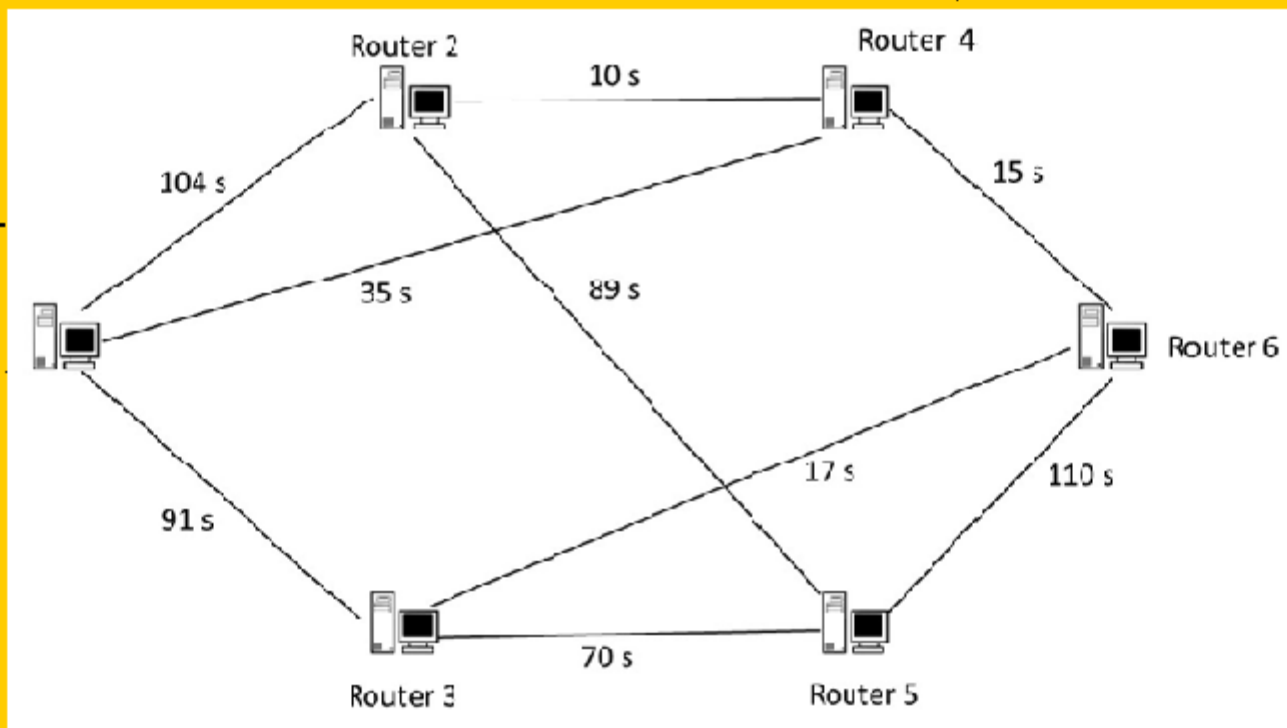 Router 2
Router 4
10 s
104 s
15 s
35 s
89 s
Router 6
17 s
110 s
91 s
70 s
Router 3
Router 5